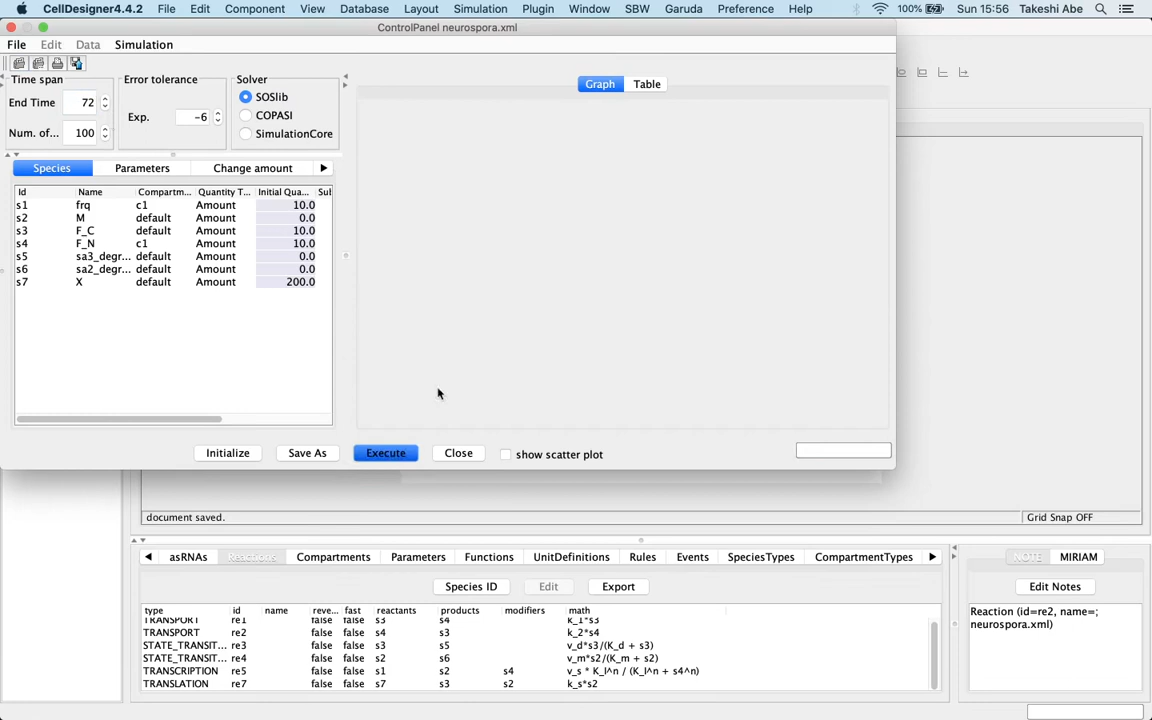 CellDesigner4.4.2 File Edit Component View Database Layout Simulation Plugin Window SBW Garuda Preference Help 100% Sun 15:56 Takeshi Abe
ControlPanel neurospora.xml
File Edit Data Simulation
Time span Error tolerance Solver
End Time 72
Exp. -6
Num. of... 100
SOSlib
COPASI
SimulationCore
Graph Table
Species Parameters Change amount
Id Name Compartm... Quantity T... Initial Qua... Sul
s1 frq c1 Amount 10.0
s2 M default Amount 0.0
s3 F_C default Amount 10.0
s4 F_N c1 Amount 10.0
s5 sa3_degr... default Amount 0.0
s6 sa2_degr... default Amount 0.0
s7 X default Amount 200.0
Initialize Save As Execute Close show scatter plot
document saved. Grid Snap OFF
asRNAs Reactions Compartments Parameters Functions UnitDefinitions Rules Events SpeciesTypes CompartmentTypes
NOTE MIRIAM
Species ID Edit Export
Edit Notes
type id name reve... fast reactants products modifiers math
TRANSPORT re1 false false s3 s4 k_1*s3
TRANSPORT re2 false false s4 s3 k_2*s4
STATE_TRANSIT... re3 false false s3 s5 v_d*s3/(K_d + s3)
STATE_TRANSIT... re4 false false s2 s6 v_m*s2/(K_m + s2)
TRANSCRIPTION re5 false false s1 s2 s4 v_s * K_I^n / (K_I^n + s4^n)
TRANSLATION re7 false false s7 s3 s2 k_s*s2
Reaction (id=re2, name=;
neurospora.xml)